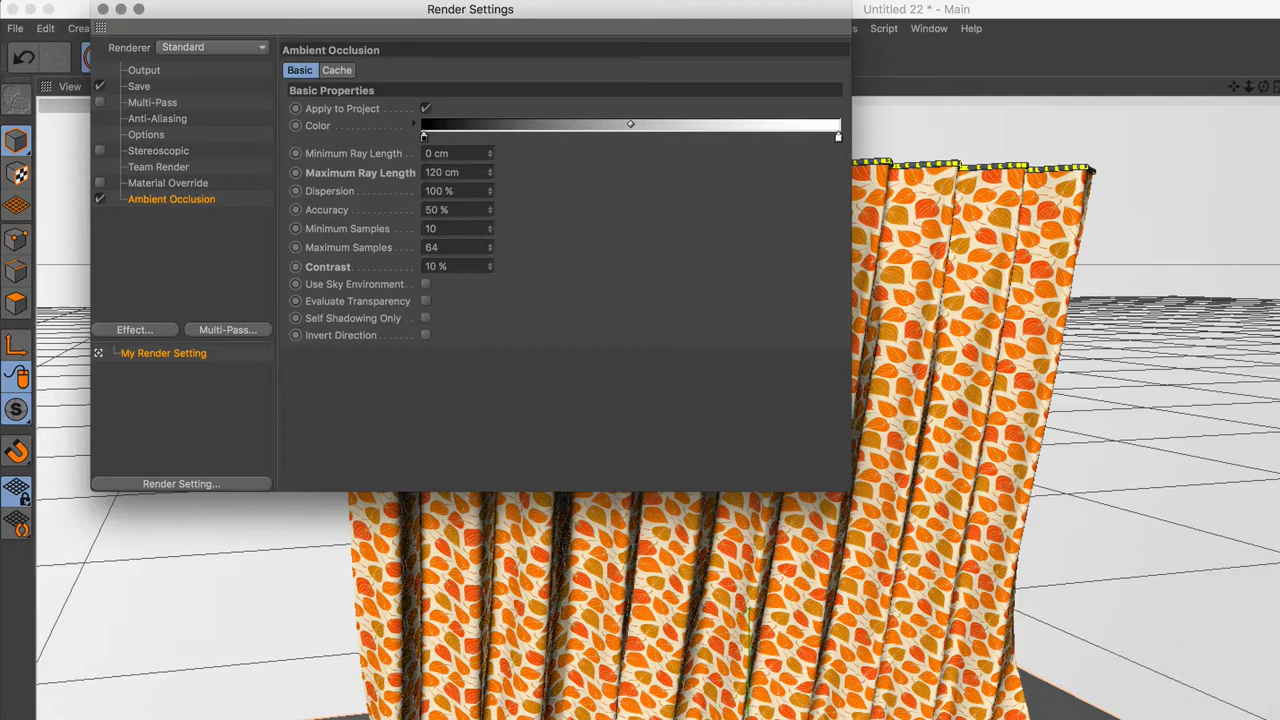 Render Settings
Untitled 22 * - Main
File Edit Crea
Script Window Help
Renderer Standard
Ambient Occlusion
Basic Cache
Output
Save
Multi-Pass
Anti-Aliasing
Options
Stereoscopic
Team Render
Material Override
Ambient Occlusion
View
Basic Properties
Apply to Project
Color
Minimum Ray Length 0 cm
Maximum Ray Length 120 cm
Dispersion 100 %
Accuracy 50 %
Minimum Samples 10
Maximum Samples 64
Contrast 10 %
Use Sky Environment
Evaluate Transparency
Self Shadowing Only
Invert Direction
Effect... Multi-Pass...
My Render Setting
Render Setting...